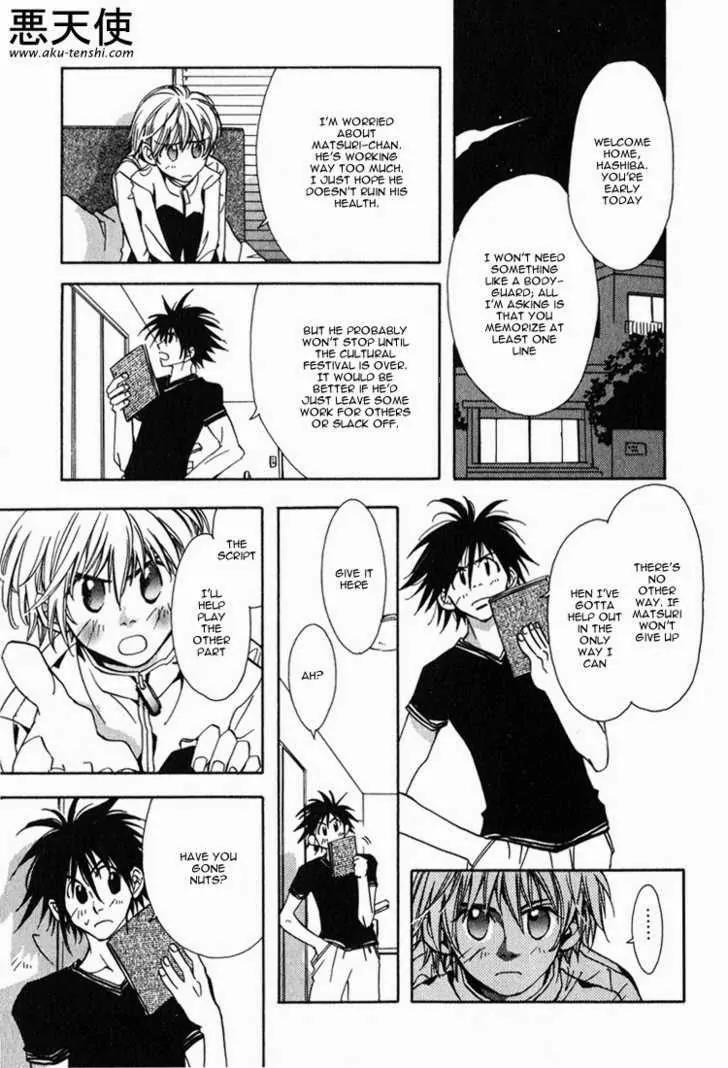 悪天使
www.aku-tenshi.com
WELCOME
HOME,
HASHIBA.
YOU'RE
EARLY
TODAY
I WON'T NEED
SOMETHING
LIKE A BODY-
GUARD; ALL
I'M ASKING IS
THAT YOU
MEMORIZE AT
LEAST ONE
LINE
I'M WORRIED
ABOUT
MATSURI-CHAN.
HE'S WORKING
WAY TOO MUCH.
I JUST HOPE HE
DOESN'T RUIN HIS
HEALTH.
BUT HE PROBABLY
WON'T STOP UNTIL
THE CULTURAL
FESTIVAL IS OVER.
IT WOULD BE
BETTER IF HE'D
JUST LEAVE SOME
WORK FOR OTHERS
OR SLACK OFF.
THERE'S
NO
OTHER
WAY. IF
MATSURI
WON'T
GIVE UP
HEN I'VE
GOTTA
HELP OUT
IN THE
ONLY
WAY I
CAN
......
GIVE IT
HERE
AH?
THE
SCRIPT
I'LL
HELP
PLAY
THE
OTHER
PART
HAVE YOU
GONE
NUTS?